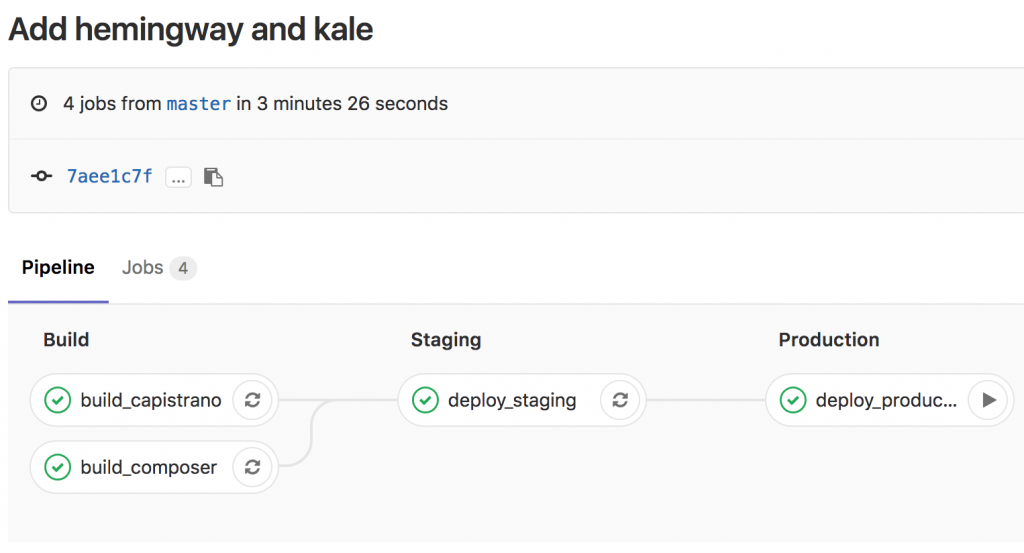 Add hemingway and kale
4 jobs from master in 3 minutes 26 seconds
7aee1c7f ...
Pipeline Jobs 4
Build Staging Production
build_capistrano deploy_staging deploy_produc...
build_composer